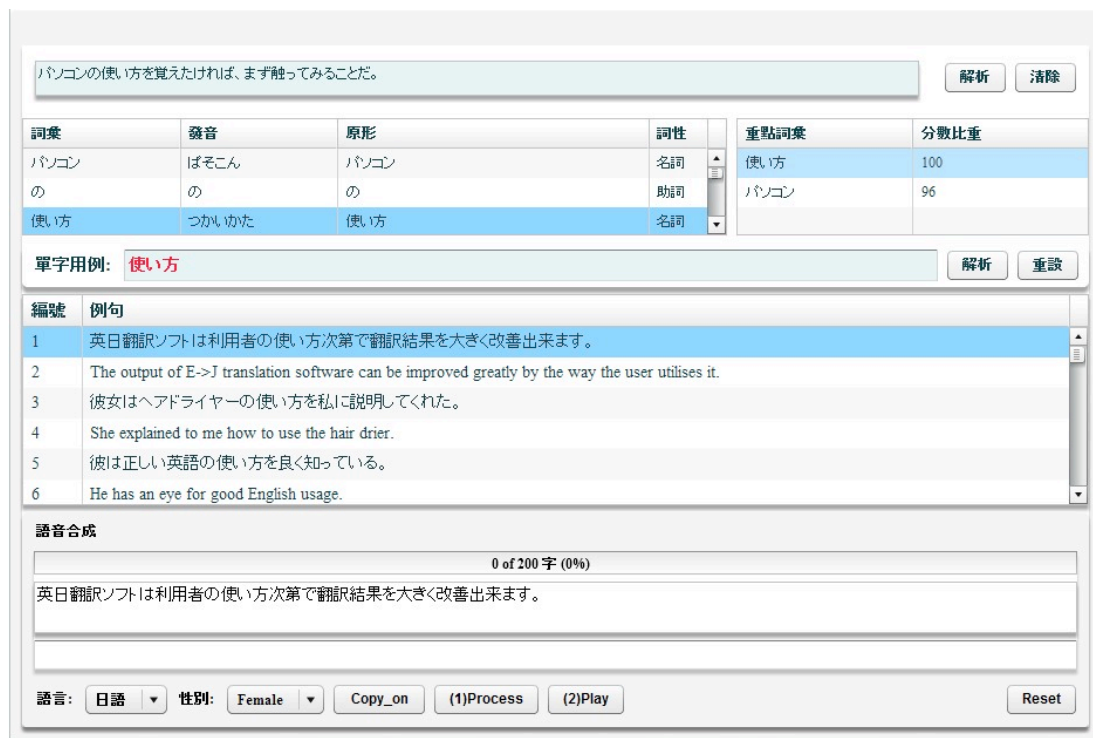 パソコンの使い方を覚えたければ、まず触ってみることだ。 解析 清除
詞彙 發音 原形 詞性 重點詞彙 分數比重
パソコン ぱそこん パソコン 名詞 使い方 100
の の の 助詞 パソコン 96
使い方 つかいかた 使い方 名詞
單字用例: 使い方 解析 重設
編號 例句
1 英日翻訳ソフトは利用者の使い方次第で翻訳結果を大きく改善出来ます。
2 The output of E->J translation software can be improved greatly by the way the user utilises it.
3 彼女はヘアドライヤーの使い方を私に説明してくれた。
4 She explained to me how to use the hair drier.
5 彼は正しい英語の使い方を良く知っている。
6 He has an eye for good English usage.
語音合成
0 of 200 字 (0%)
英日翻訳ソフトは利用者の使い方次第で翻訳結果を大きく改善出来ます。
語言: 日語 性別: Female Copy_on (1)Process (2)Play Reset